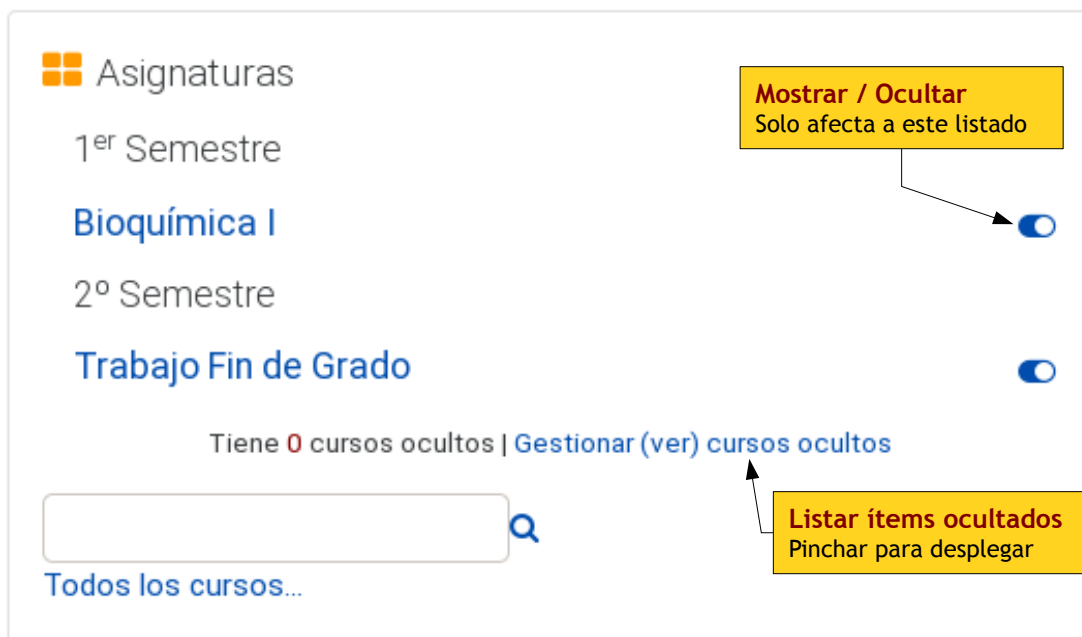 Asignaturas
Mostrar / Ocultar
Solo afecta a este listado
1er Semestre
Bioquímica I
2º Semestre
Trabajo Fin de Grado
Tiene 0 cursos ocultos | Gestionar (ver) cursos ocultos
Listar ítems ocultados
Pinchar para desplegar
Todos los cursos...